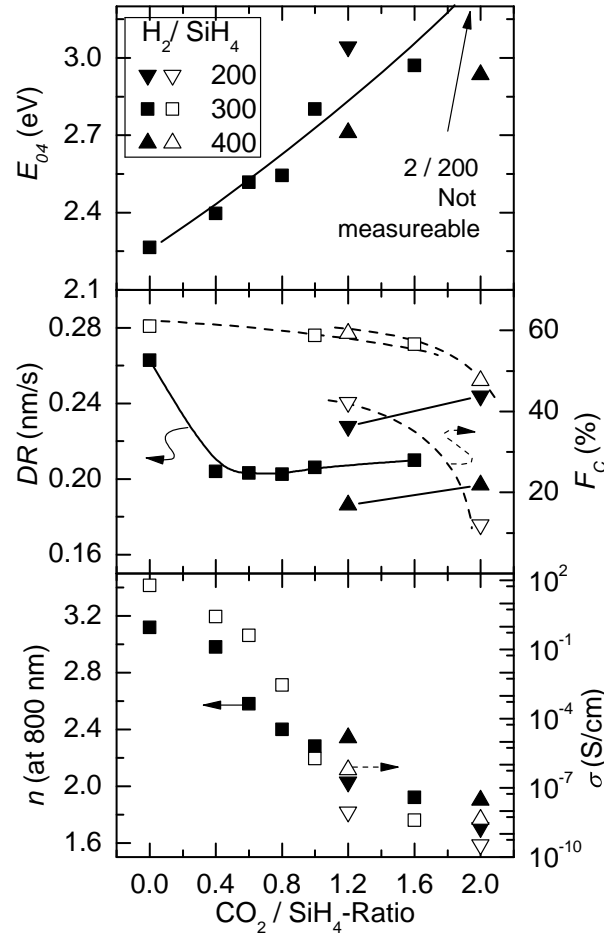 H2 / SiH4
200
300
400
3.0
2.7
2.4
2.1
E04 (eV)
2 / 200
Not
measureable
0.28
0.24
0.20
0.16
DR (nm/s)
60
40
20
0
FC (%)
3.2
2.8
2.4
2.0
1.6
n (at 800 nm)
10^2
10^-1
10^-4
10^-7
10^-10
σ (S/cm)
0.0 0.4 0.8 1.2 1.6 2.0
CO2 / SiH4-Ratio